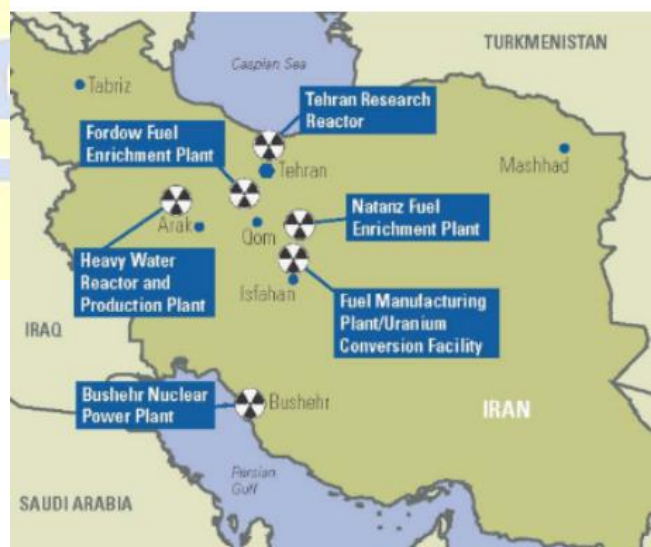 TURKMENISTAN
Caspian Sea
Tabriz
Tehran Research
Reactor
Fordow Fuel
Enrichment Plant
Tehran
Mashhad
Natanz Fuel
Enrichment Plant
Arak
Qom
Heavy Water
Reactor and
Production Plant
Isfahan
Fuel Manufacturing
Plant/Uranium
Conversion Facility
IRAQ
Bushehr Nuclear
Power Plant
Bushehr
IRAN
Persian
Gulf
SAUDI ARABIA